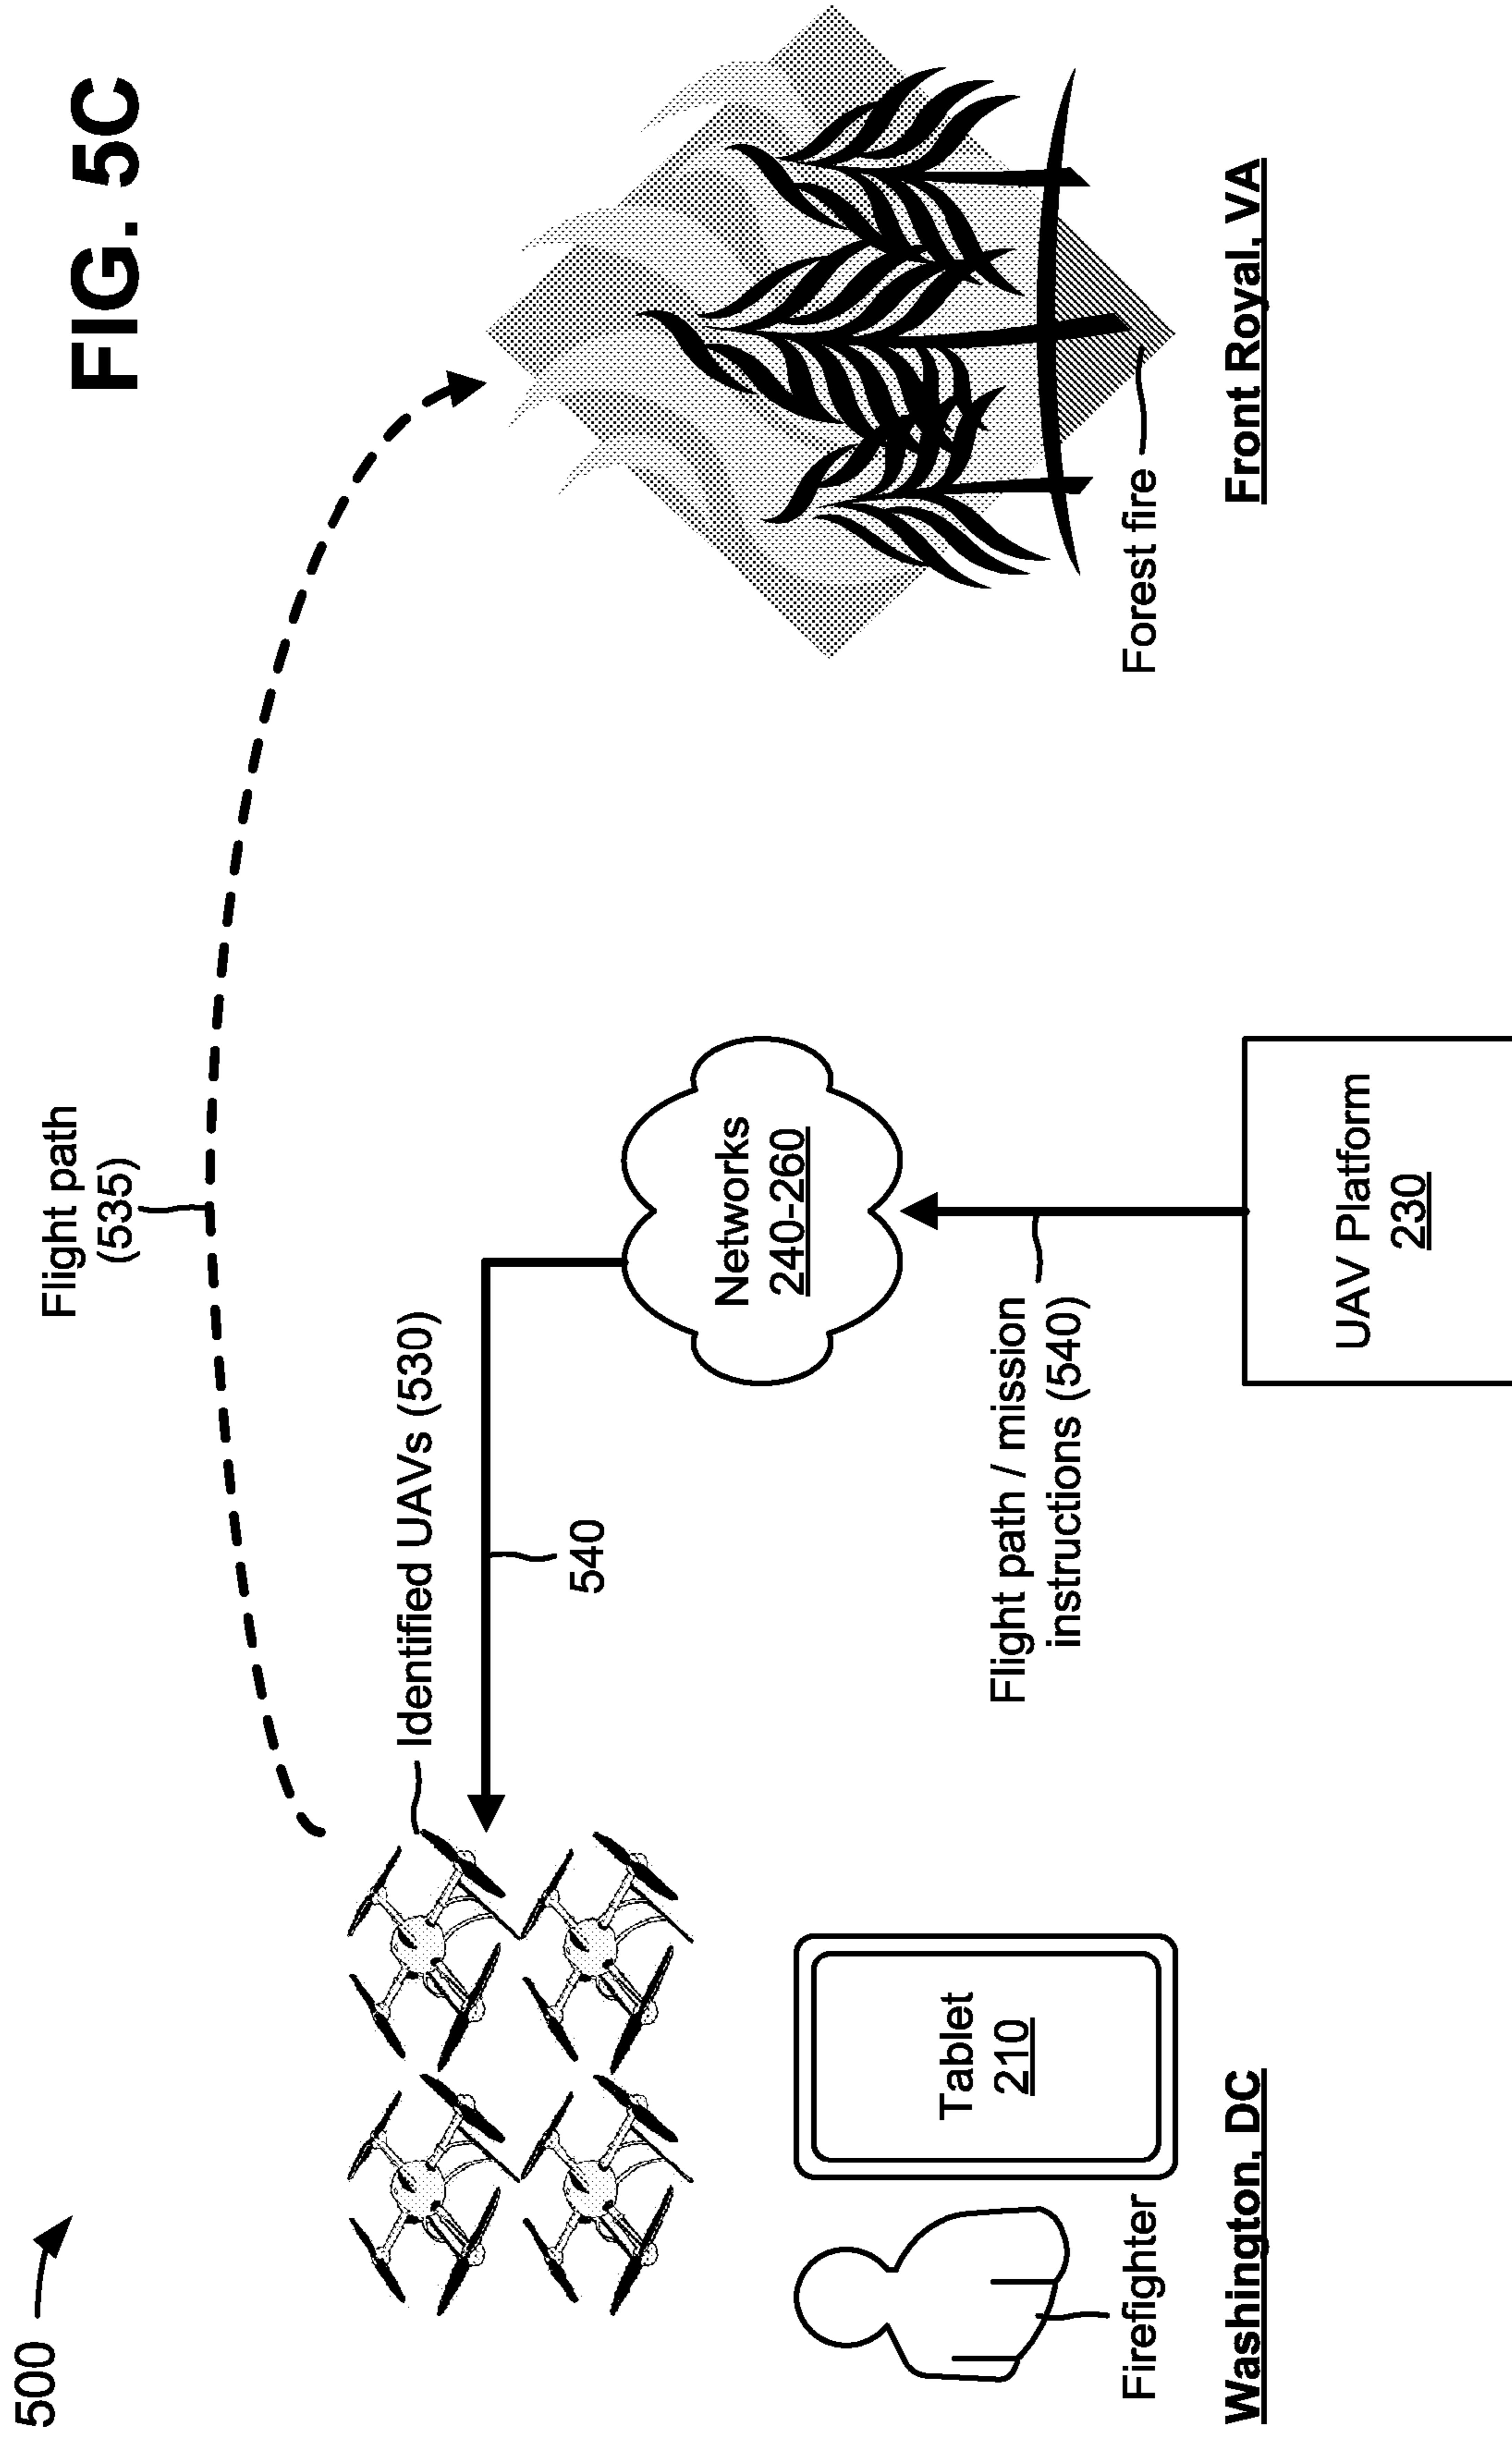 500
FIG. 5C
Flight path
(535)
Identified UAVs (530)
540
Networks
240-260
Flight path / mission
instructions (540)
UAV Platform
230
Tablet
210
Firefighter
Washington, DC
Forest fire
Front Royal, VA